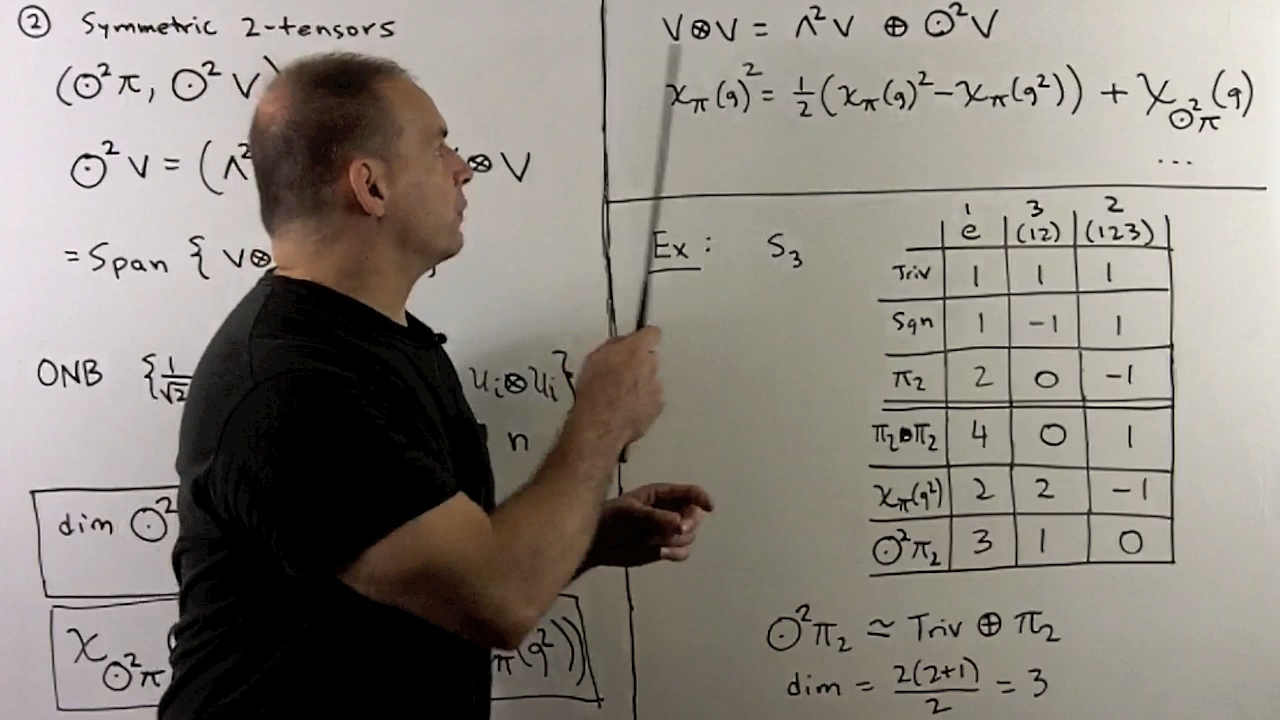 ② Symmetric 2-tensors
(⊙²π, ⊙²V)
⊙²V = (Λ² ⊗ V
= Span { V⊗
ONB {1/√2 uᵢ⊗uᵢ}
n
dim ⊙²
χ_⊙²π π(g²))
V⊗V = Λ²V ⊕ ⊙²V
χ_π(g)² = ½(χ_π(g)² − χ_π(g²)) + χ_⊙²π(g)
...
Ex: S₃
1 3 2
e (12) (123)
Triv 1 1 1
Sgn 1 -1 1
π₂ 2 0 -1
π₂⊗π₂ 4 0 1
χ_π(g²) 2 2 -1
⊙²π₂ 3 1 0
⊙²π₂ ≃ Triv ⊕ π₂
dim = 2(2+1)/2 = 3